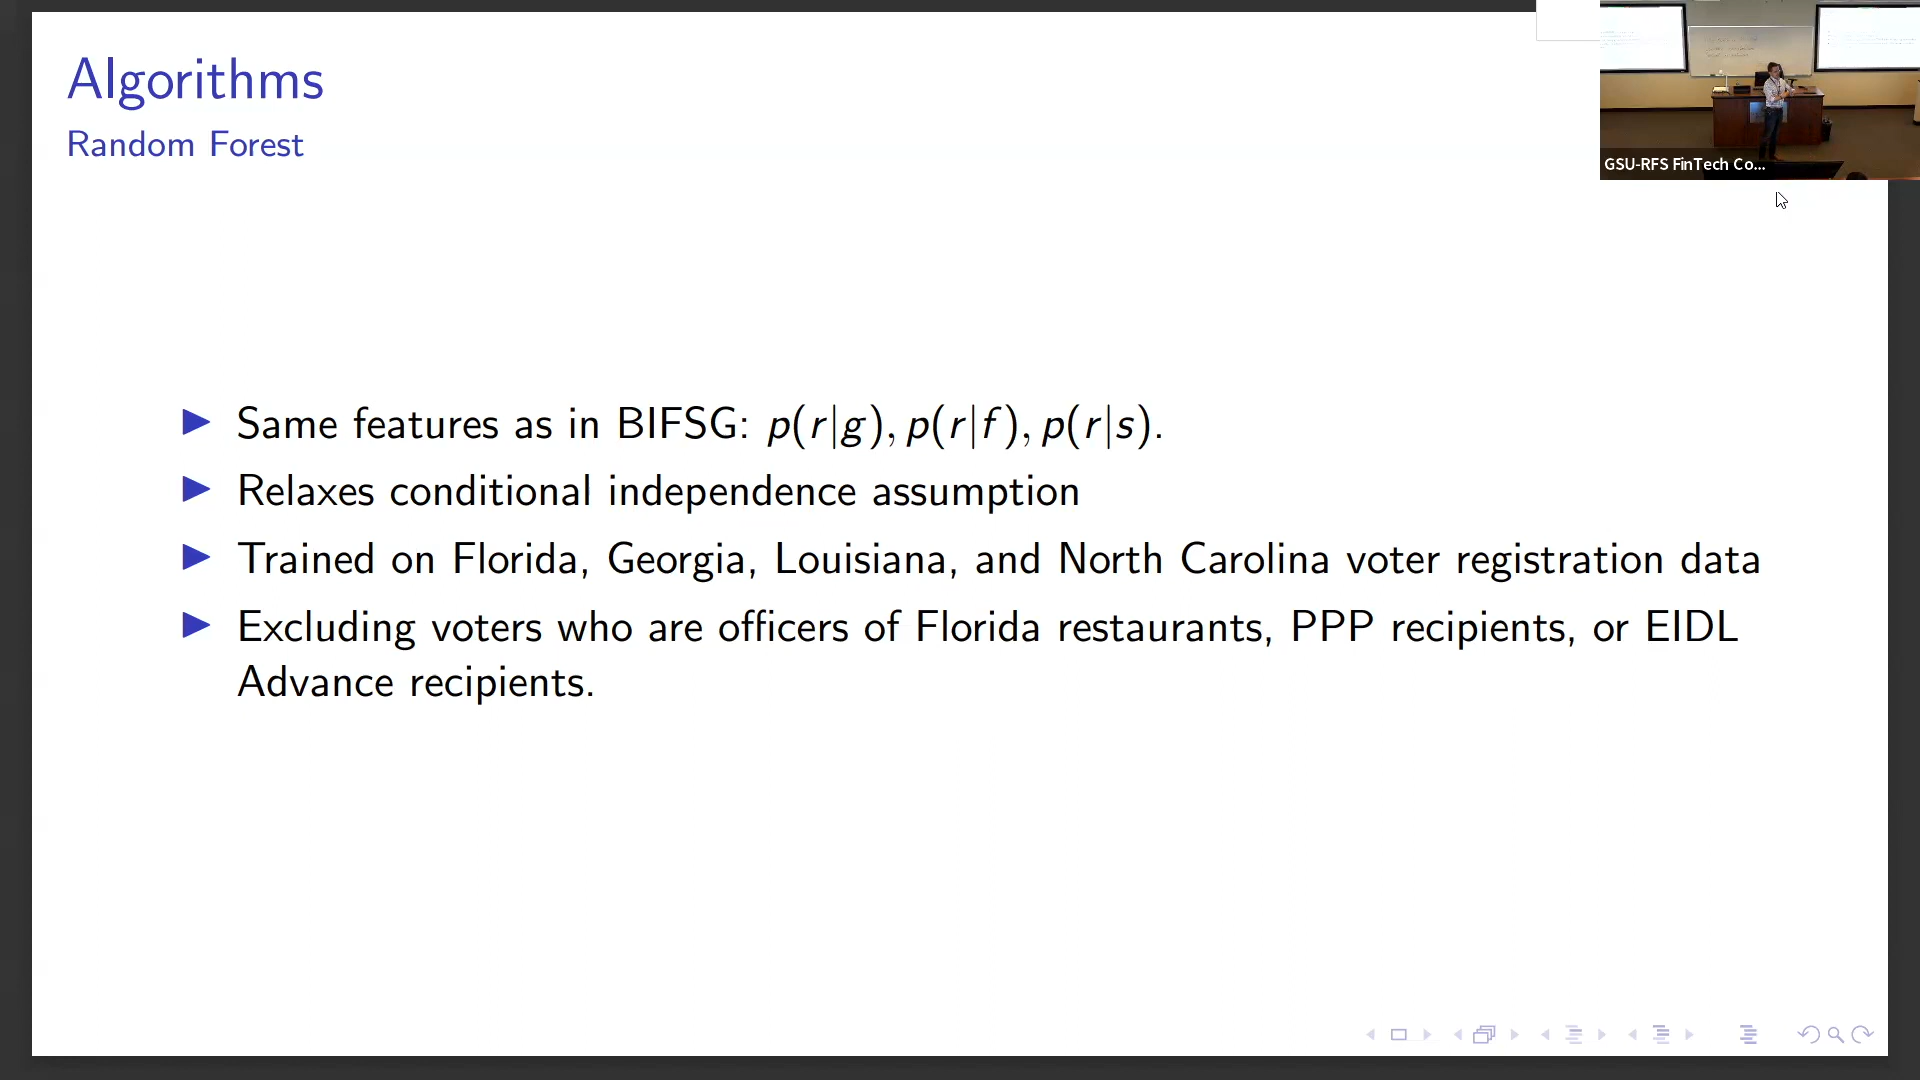 Algorithms
Random Forest
GSU-RFS FinTech Co...
▶ Same features as in BIFSG: p(r|g), p(r|f), p(r|s).
▶ Relaxes conditional independence assumption
▶ Trained on Florida, Georgia, Louisiana, and North Carolina voter registration data
▶ Excluding voters who are officers of Florida restaurants, PPP recipients, or EIDL
Advance recipients.